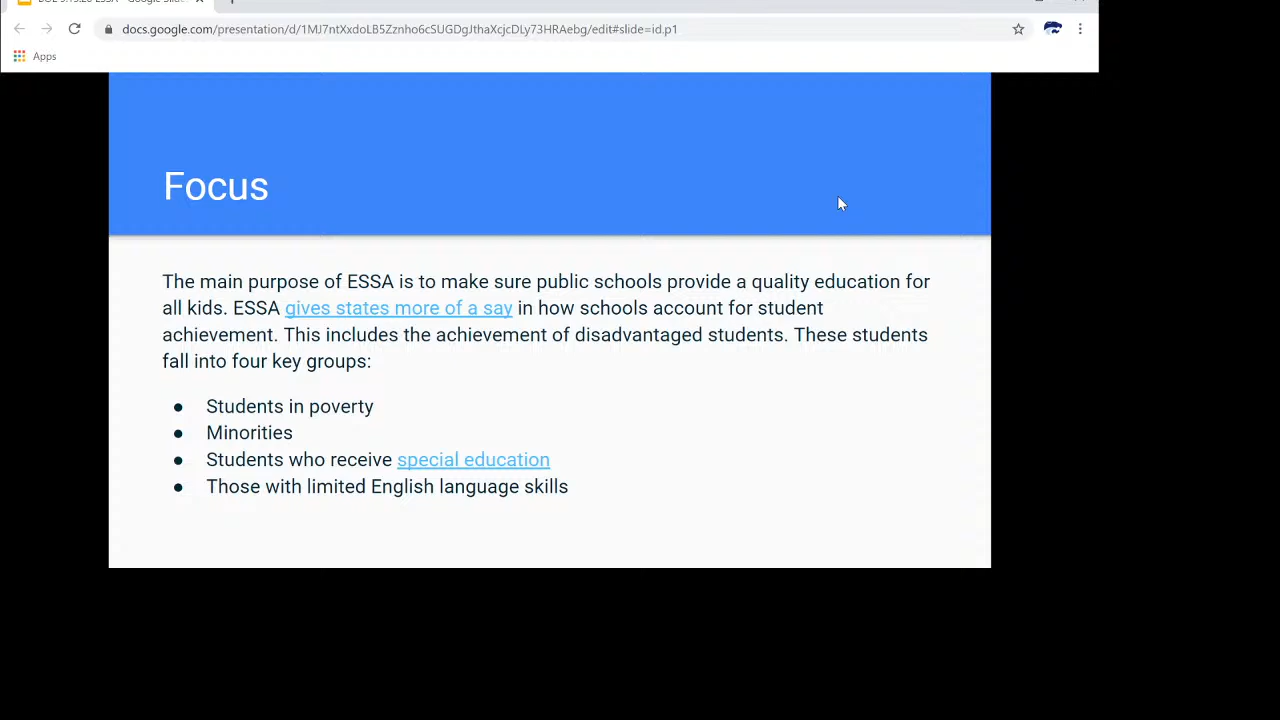 docs.google.com/presentation/d/1MJ7ntXxdoLB5Zznho6cSUGDgJthaXcjcDLy73HRAebg/edit#slide=id.p1
Apps
Focus
The main purpose of ESSA is to make sure public schools provide a quality education for
all kids. ESSA gives states more of a say in how schools account for student
achievement. This includes the achievement of disadvantaged students. These students
fall into four key groups:
● Students in poverty
● Minorities
● Students who receive special education
● Those with limited English language skills